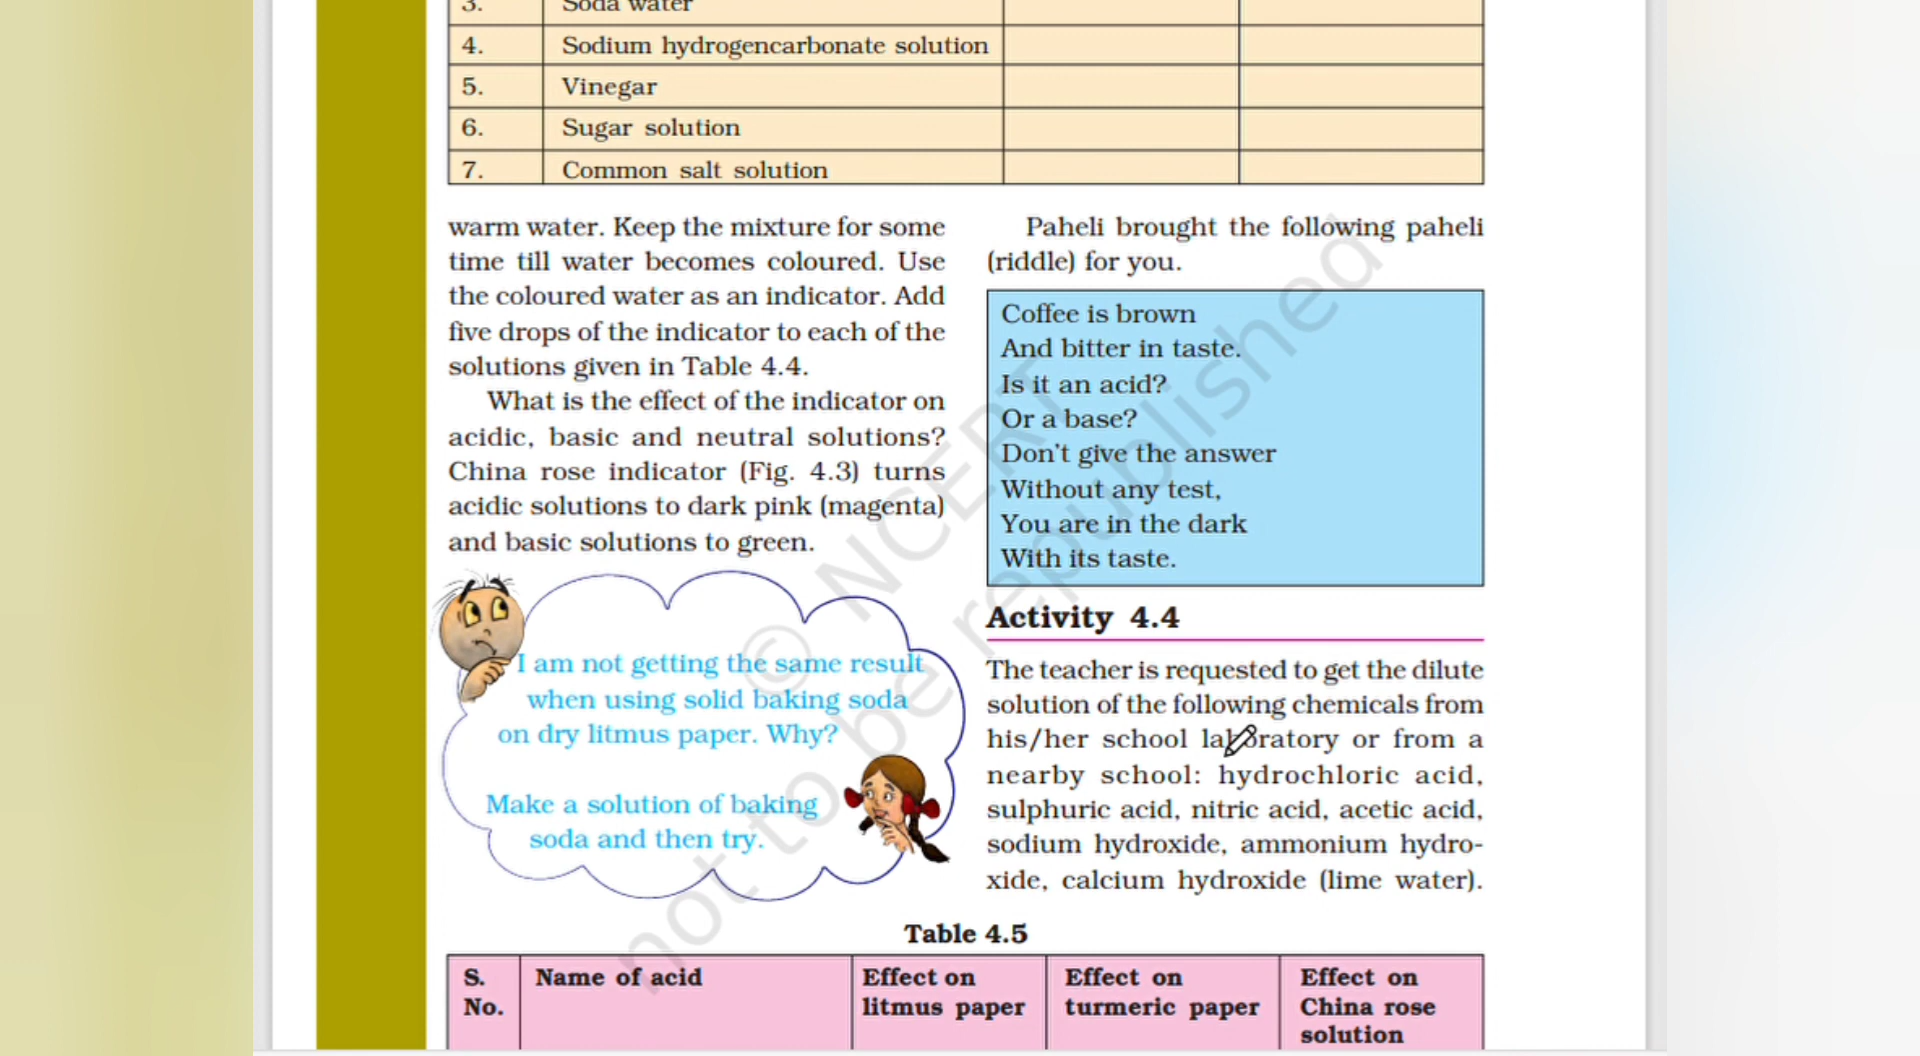 3. Soda water
4. Sodium hydrogencarbonate solution
5. Vinegar
6. Sugar solution
7. Common salt solution
warm water. Keep the mixture for some
time till water becomes coloured. Use
the coloured water as an indicator. Add
five drops of the indicator to each of the
solutions given in Table 4.4.
What is the effect of the indicator on
acidic, basic and neutral solutions?
China rose indicator (Fig. 4.3) turns
acidic solutions to dark pink (magenta)
and basic solutions to green.
I am not getting the same result
when using solid baking soda
on dry litmus paper. Why?
Make a solution of baking
soda and then try.
Paheli brought the following paheli
(riddle) for you.
Coffee is brown
And bitter in taste.
Is it an acid?
Or a base?
Don't give the answer
Without any test,
You are in the dark
With its taste.
Activity 4.4
The teacher is requested to get the dilute
solution of the following chemicals from
his/her school laboratory or from a
nearby school: hydrochloric acid,
sulphuric acid, nitric acid, acetic acid,
sodium hydroxide, ammonium hydro-
xide, calcium hydroxide (lime water).
Table 4.5
S. No.
Name of acid
Effect on
litmus paper
Effect on
turmeric paper
Effect on
China rose
solution
© NCERT
not to be republished